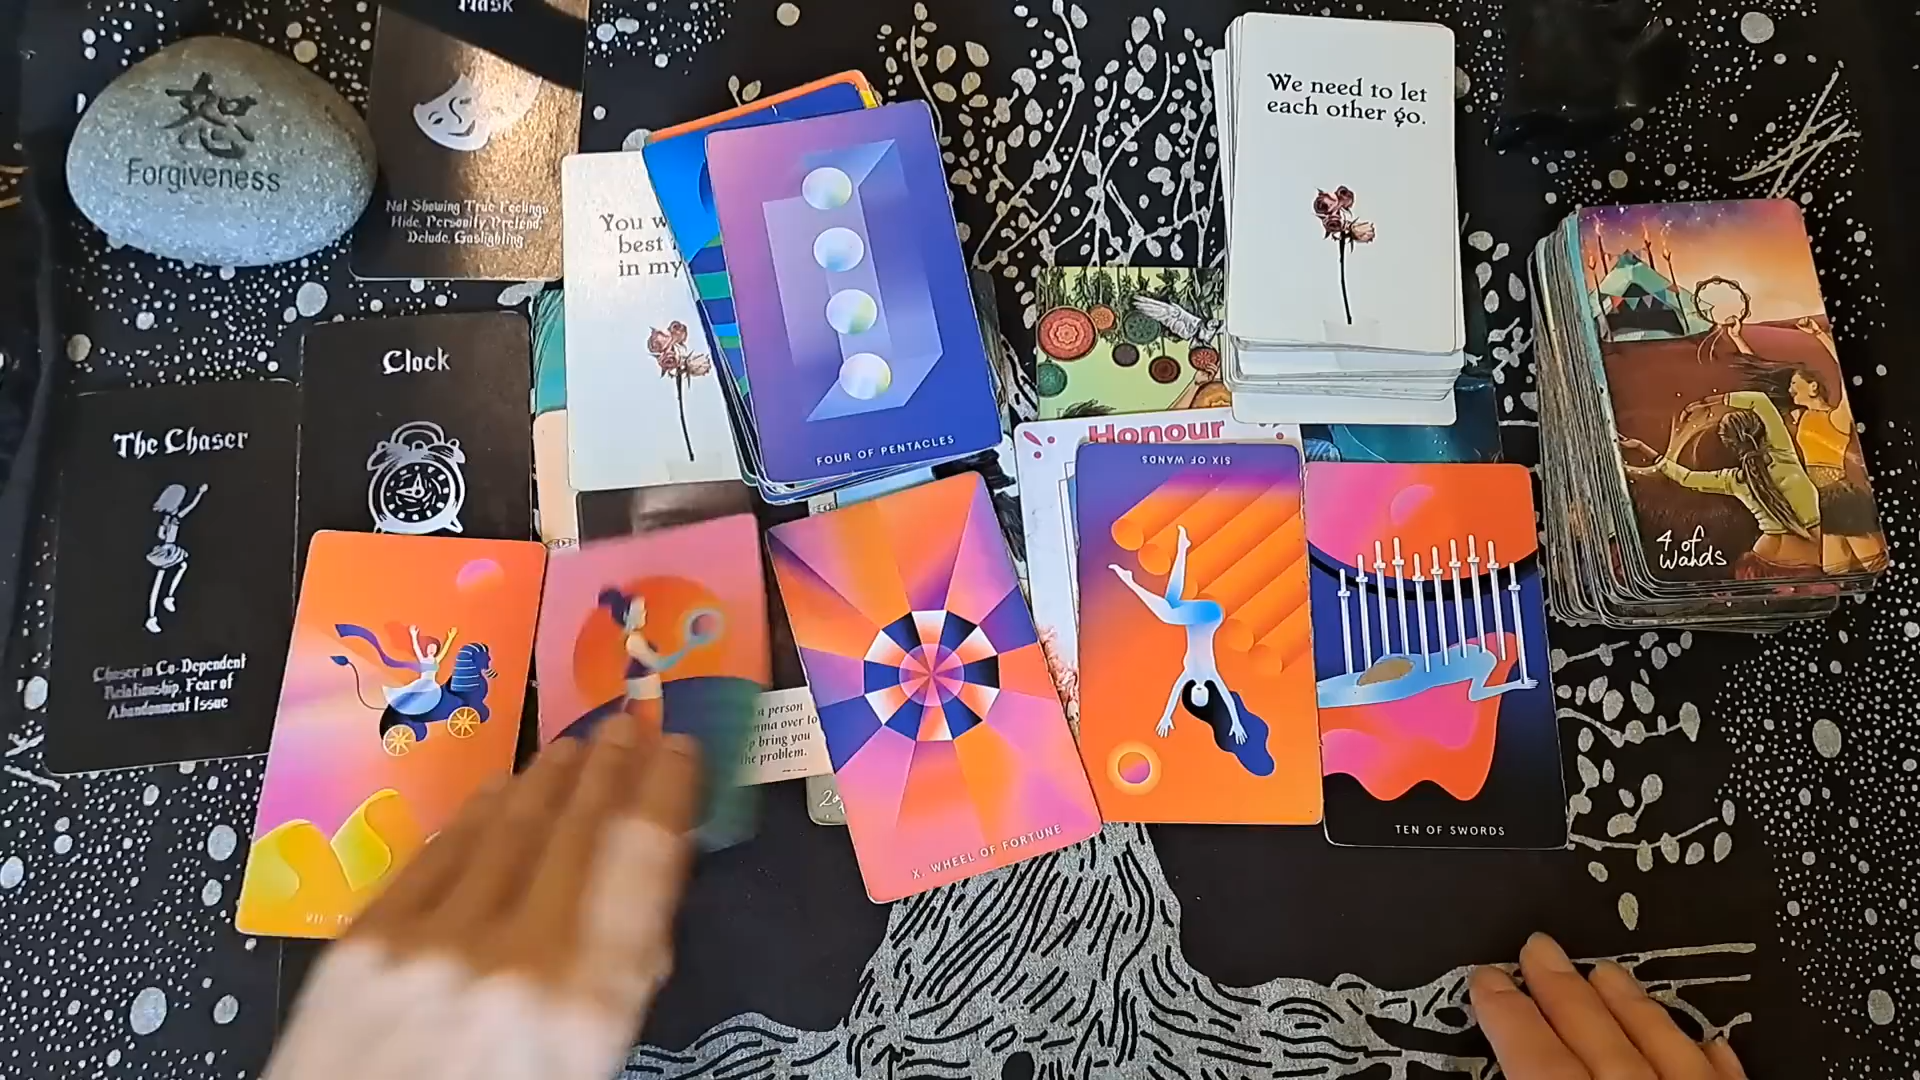 Mask
恕
Forgiveness
Not Showing True Feelings,
Hide, Personify Pretend,
Delude, Gaslighting
Clock
The Chaser
Chaser in Co-Dependent
Relationship, Fear of
Abandonment Issue
You
best
in my
FOUR OF PENTACLES
We need to let
each other go.
Honour
SIX OF WANDS
4 of
wands
a person
over to
bring you
the problem.
VII.
X. WHEEL OF FORTUNE
TEN OF SWORDS